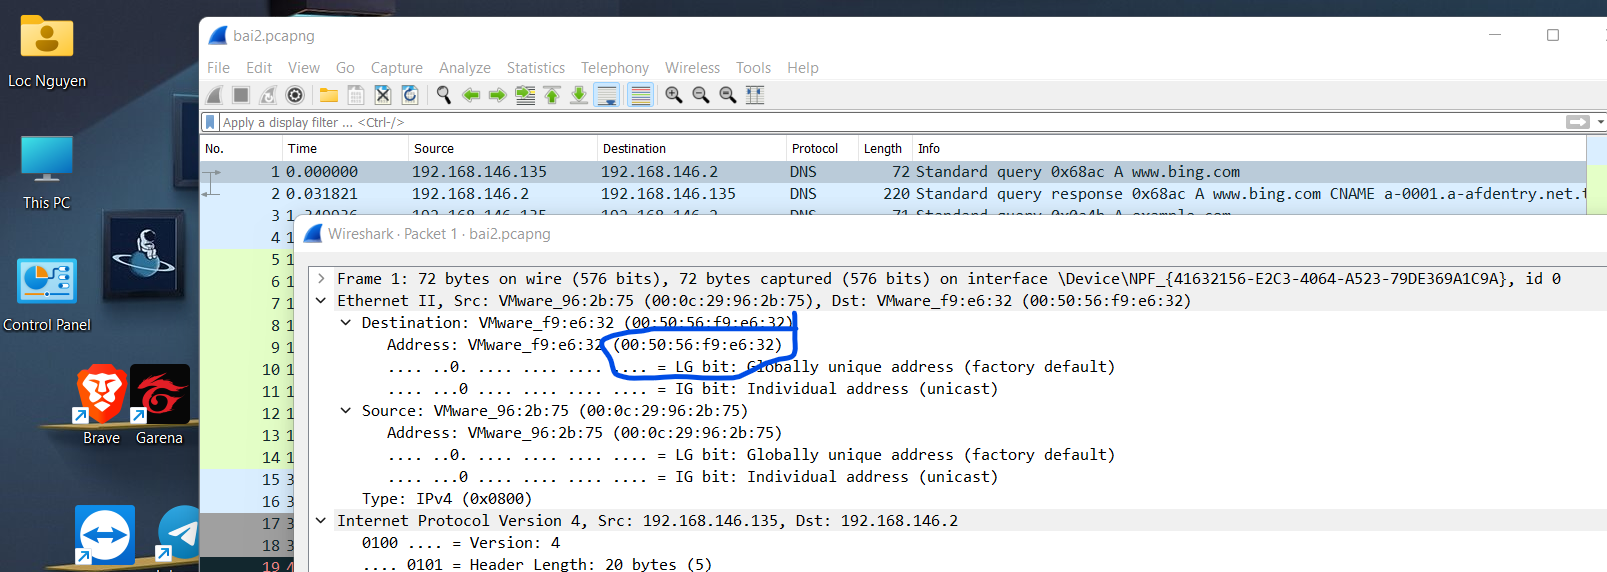 bai2.pcapng
Loc Nguyen
File Edit View Go Capture Analyze Statistics Telephony Wireless Tools Help
Apply a display filter ... <Ctrl-/>
No. Time Source Destination Protocol Length Info
1 0.000000 192.168.146.135 192.168.146.2 DNS 72 Standard query 0x68ac A www.bing.com
2 0.031821 192.168.146.2 192.168.146.135 DNS 220 Standard query response 0x68ac A www.bing.com CNAME a-0001.a-afdentry.net.t
This PC
3
4 1
Wireshark · Packet 1 · bai2.pcapng
5 1
6 1
7 1
8 1
9 1
10 1
11 1
12 1
13 1
14 1
15 3
16 3
17 3
18 3
19 4
Frame 1: 72 bytes on wire (576 bits), 72 bytes captured (576 bits) on interface \Device\NPF_{41632156-E2C3-4064-A523-79DE369A1C9A}, id 0
Ethernet II, Src: VMware_96:2b:75 (00:0c:29:96:2b:75), Dst: VMware_f9:e6:32 (00:50:56:f9:e6:32)
Destination: VMware_f9:e6:32 (00:50:56:f9:e6:32)
Address: VMware_f9:e6:32 (00:50:56:f9:e6:32)
.... ..0. .... .... .... .... = LG bit: Globally unique address (factory default)
.... ...0 .... .... .... .... = IG bit: Individual address (unicast)
Source: VMware_96:2b:75 (00:0c:29:96:2b:75)
Address: VMware_96:2b:75 (00:0c:29:96:2b:75)
.... ..0. .... .... .... .... = LG bit: Globally unique address (factory default)
.... ...0 .... .... .... .... = IG bit: Individual address (unicast)
Type: IPv4 (0x0800)
Internet Protocol Version 4, Src: 192.168.146.135, Dst: 192.168.146.2
0100 .... = Version: 4
.... 0101 = Header Length: 20 bytes (5)
Control Panel
Brave
Garena